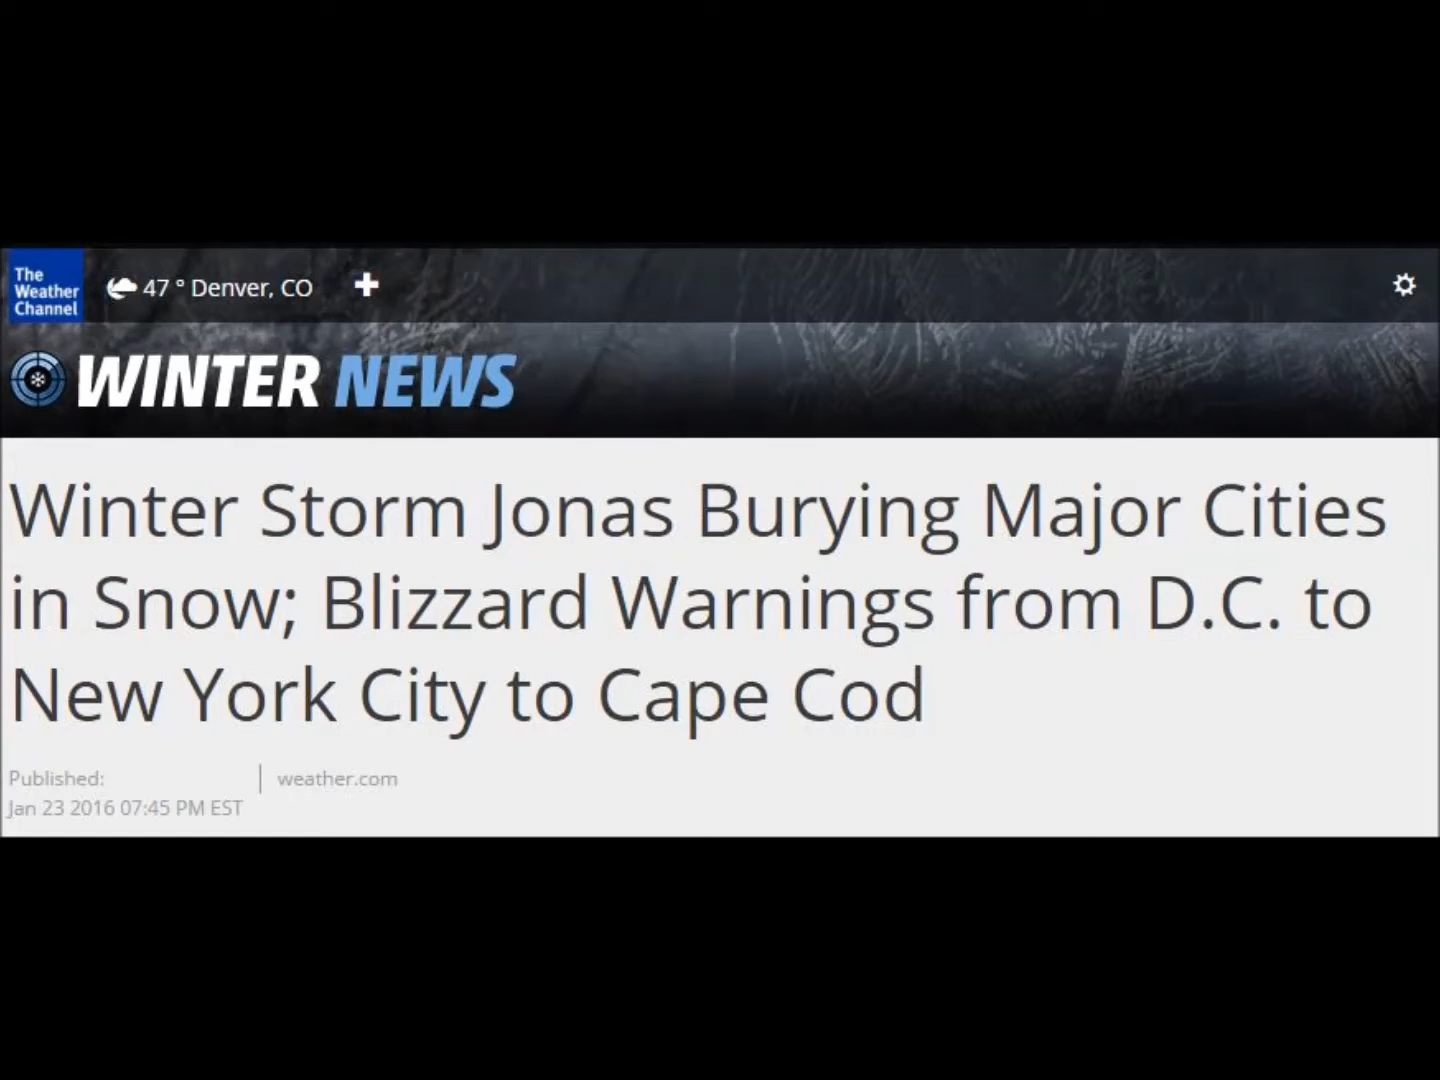 The
Weather
Channel
47 ° Denver, CO
WINTER NEWS
Winter Storm Jonas Burying Major Cities
in Snow; Blizzard Warnings from D.C. to
New York City to Cape Cod
Published:
Jan 23 2016 07:45 PM EST
weather.com